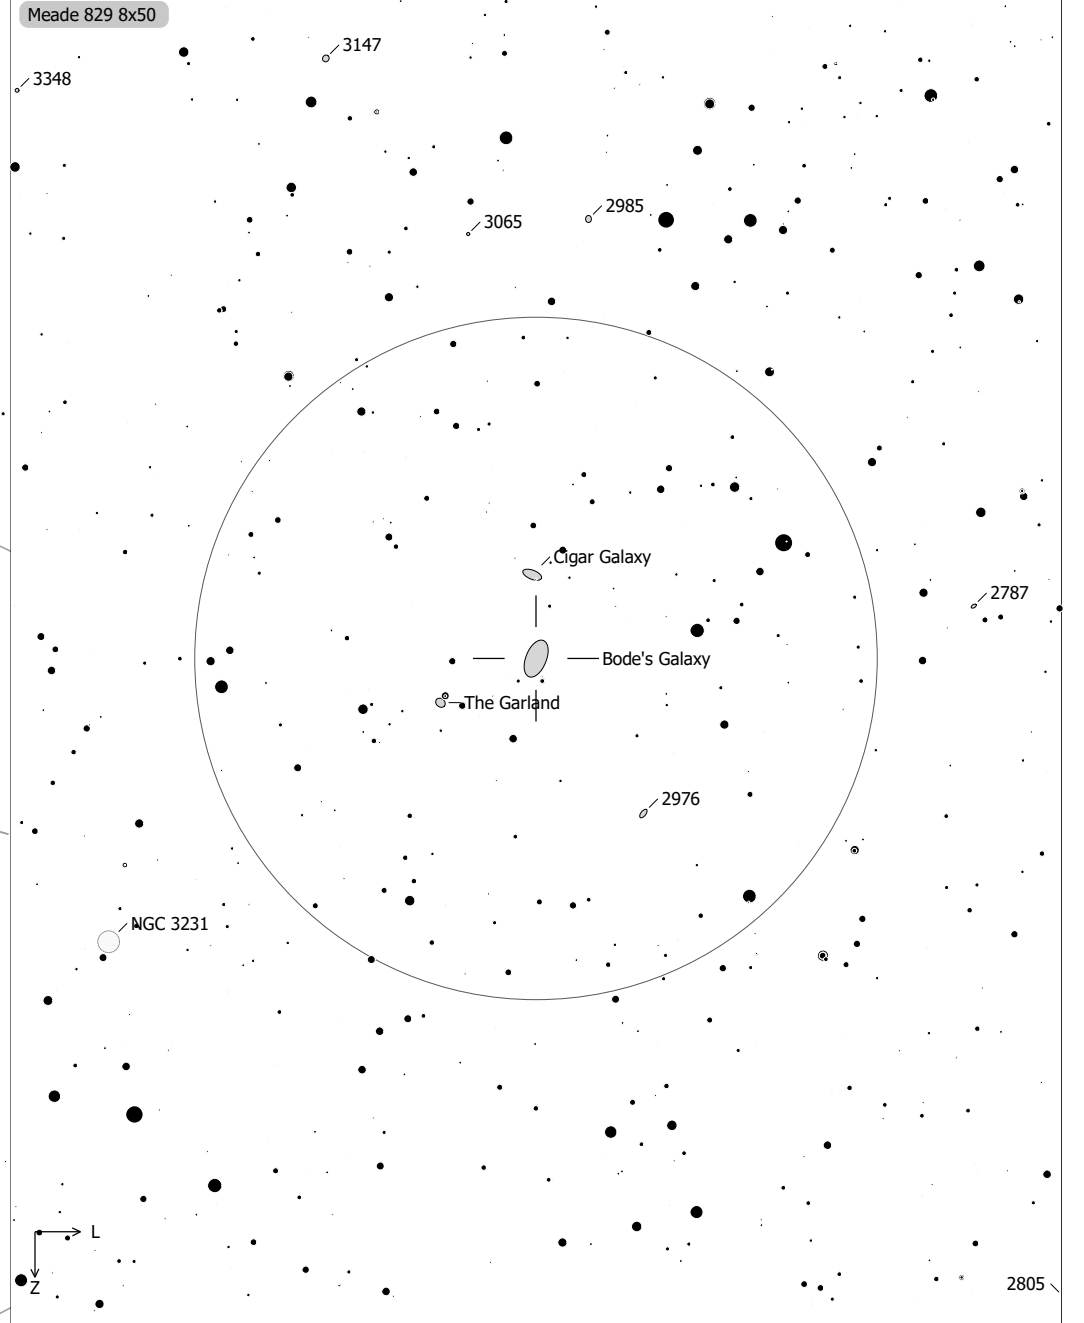 Meade 829 8x50
3147
3348
2985
3065
Cigar Galaxy
2787
Bode's Galaxy
The Garland
2976
NGC 3231
L
Z
2805